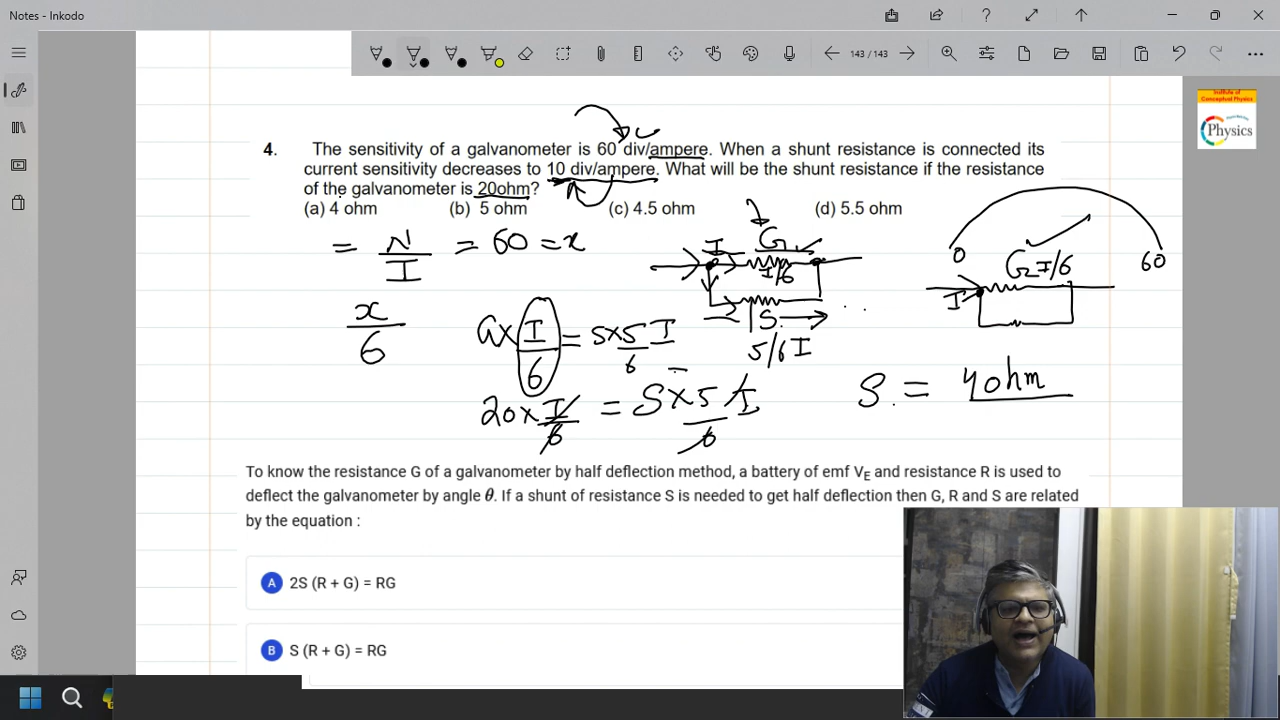 Notes - Inkodo
143 / 143
Institute of
Conceptual Physics
Physics
4. The sensitivity of a galvanometer is 60 div/ampere. When a shunt resistance is connected its
current sensitivity decreases to 10 div/ampere. What will be the shunt resistance if the resistance
of the galvanometer is 20ohm?
(a) 4 ohm (b) 5 ohm (c) 4.5 ohm (d) 5.5 ohm
= N/I = 60 = x
x/6
G × I/6 = S × 5/6 I
20 × I/6 = S × 5/6 I
I G
I/6
S
5/6 I
0 G I/6 60
I
S = 4 ohm
To know the resistance G of a galvanometer by half deflection method, a battery of emf V_E and resistance R is used to
deflect the galvanometer by angle θ. If a shunt of resistance S is needed to get half deflection then G, R and S are related
by the equation :
A 2S (R + G) = RG
B S (R + G) = RG